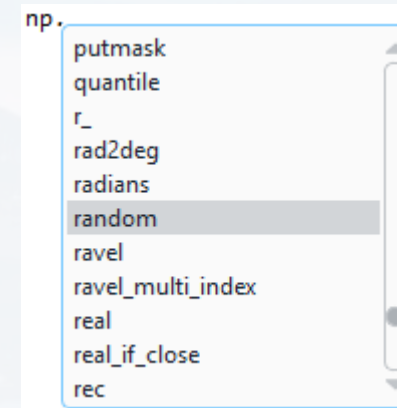 np.
putmask
quantile
r_
rad2deg
radians
random
ravel
ravel_multi_index
real
real_if_close
rec